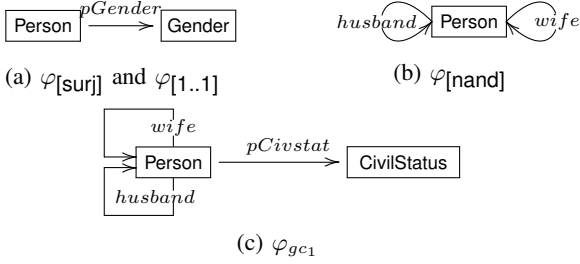 pGender
Person Gender
husband Person wife
(a) φ[surj] and φ[1..1]
(b) φ[nand]
wife
pCivstat
Person CivilStatus
husband
(c) φgc1